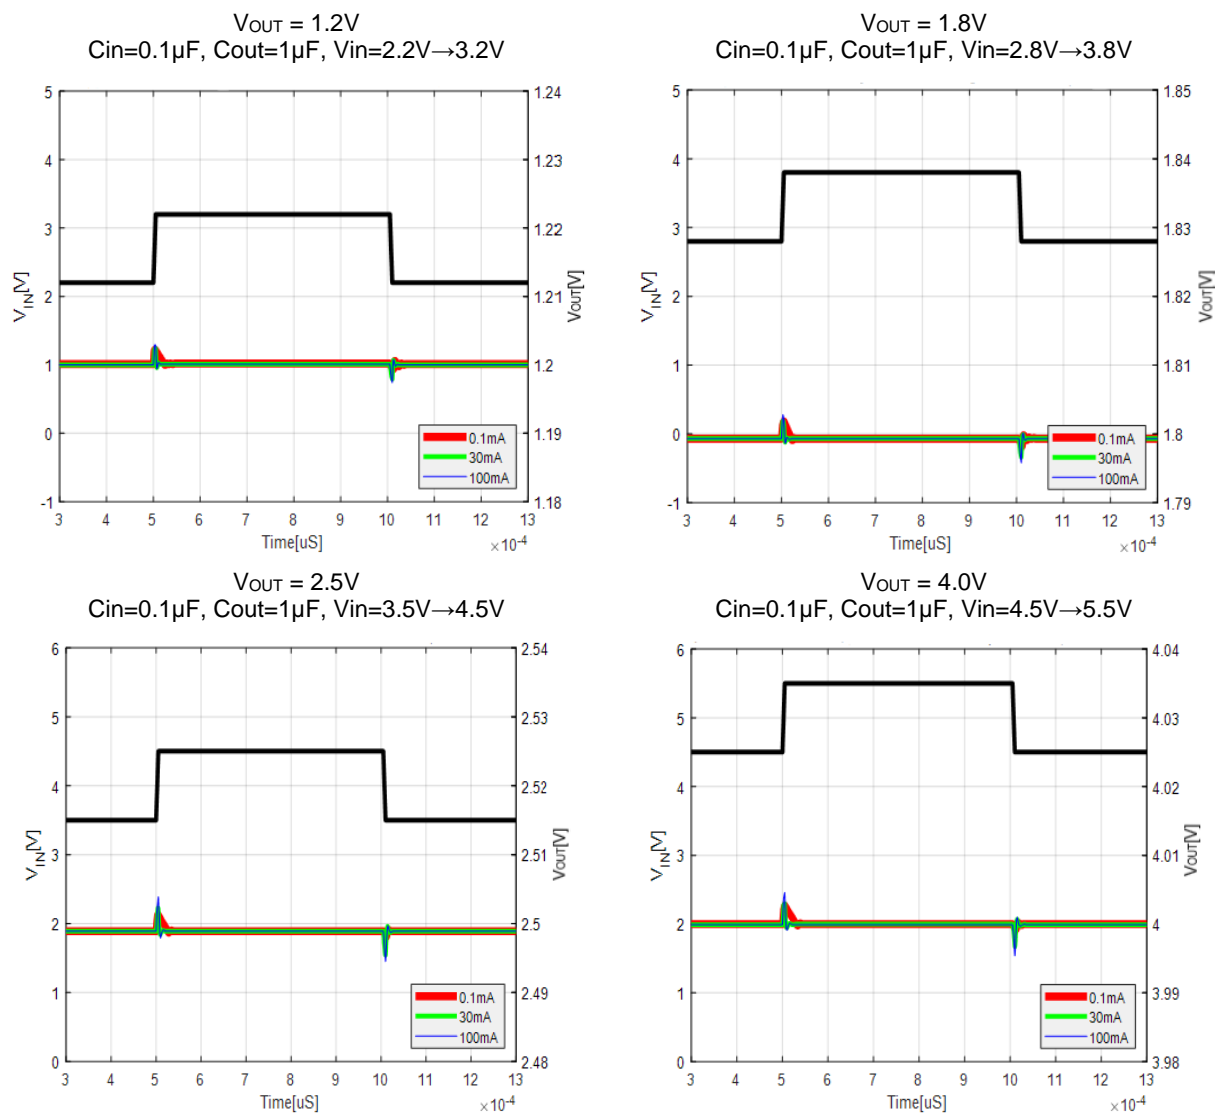 VOUT = 1.2V
Cin=0.1µF, Cout=1µF, Vin=2.2V→3.2V
5
4
3
2
1
0
-1
VIN[V]
1.24
1.23
1.22
1.21
1.2
1.19
1.18
VOUT[V]
0.1mA
30mA
100mA
3 4 5 6 7 8 9 10 11 12 13
Time[uS]
×10-4
VOUT = 1.8V
Cin=0.1µF, Cout=1µF, Vin=2.8V→3.8V
5
4
3
2
1
0
-1
VIN[V]
1.85
1.84
1.83
1.82
1.81
1.8
1.79
VOUT[V]
0.1mA
30mA
100mA
3 4 5 6 7 8 9 10 11 12 13
Time[uS]
×10-4
VOUT = 2.5V
Cin=0.1µF, Cout=1µF, Vin=3.5V→4.5V
6
5
4
3
2
1
0
VIN[V]
2.54
2.53
2.52
2.51
2.5
2.49
2.48
VOUT[V]
0.1mA
30mA
100mA
3 4 5 6 7 8 9 10 11 12 13
Time[uS]
×10-4
VOUT = 4.0V
Cin=0.1µF, Cout=1µF, Vin=4.5V→5.5V
6
5
4
3
2
1
0
VIN[V]
4.04
4.03
4.02
4.01
4
3.99
3.98
VOUT[V]
0.1mA
30mA
100mA
3 4 5 6 7 8 9 10 11 12 13
Time[uS]
×10-4